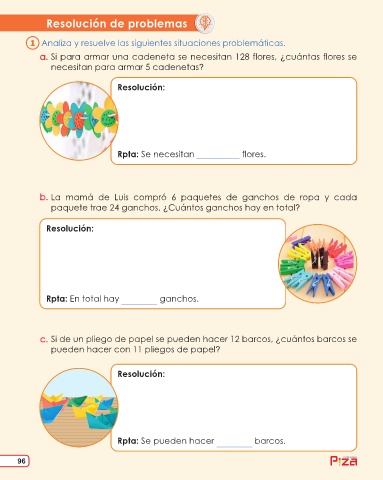 Resolución de problemas
1 Analiza y resuelve las siguientes situaciones problemáticas.
a. Si para armar una cadeneta se necesitan 128 flores, ¿cuántas flores se
necesitan para armar 5 cadenetas?
Resolución:
Rpta: Se necesitan __________ flores.
b. La mamá de Luis compró 6 paquetes de ganchos de ropa y cada
paquete trae 24 ganchos. ¿Cuántos ganchos hay en total?
Resolución:
Rpta: En total hay ________ ganchos.
c. Si de un pliego de papel se pueden hacer 12 barcos, ¿cuántos barcos se
pueden hacer con 11 pliegos de papel?
Resolución:
Rpta: Se pueden hacer ________ barcos.
96